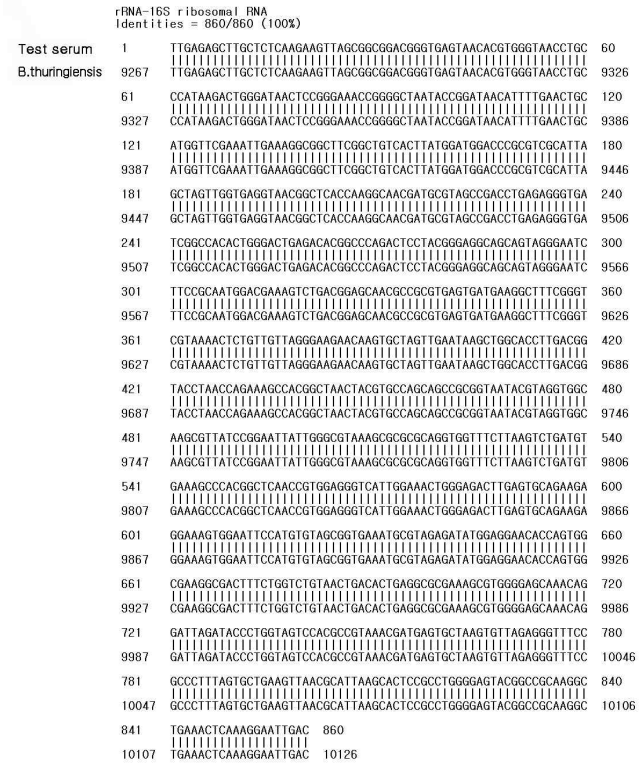 rRNA-16S ribosomal RNA
Identities = 860/860 (100%)
Test serum 1 TTGAGAGCTTGCTCTCAAGAAGTTAGCGGCGGACGGGTGAGTAACACGTGGGTAACCTGC 60
B.thuringiensis 9267 TTGAGAGCTTGCTCTCAAGAAGTTAGCGGCGGACGGGTGAGTAACACGTGGGTAACCTGC 9326
61 CCATAAGACTGGGATAACTCCGGGAAACCGGGGCTAATACCGGATAACATTTTGAACTGC 120
9327 CCATAAGACTGGGATAACTCCGGGAAACCGGGGCTAATACCGGATAACATTTTGAACTGC 9386
121 ATGGTTCGAAATTGAAAGGCGGCTTCGGCTGTCACTTATGGATGGACCCGCGTCGCATTA 180
9387 ATGGTTCGAAATTGAAAGGCGGCTTCGGCTGTCACTTATGGATGGACCCGCGTCGCATTA 9446
181 GCTAGTTGGTGAGGTAACGGCTCACCAAGGCAACGATGCGTAGCCGACCTGAGAGGGTGA 240
9447 GCTAGTTGGTGAGGTAACGGCTCACCAAGGCAACGATGCGTAGCCGACCTGAGAGGGTGA 9506
241 TCGGCCACACTGGGACTGAGACACGGCCCAGACTCCTACGGGAGGCAGCAGTAGGGAATC 300
9507 TCGGCCACACTGGGACTGAGACACGGCCCAGACTCCTACGGGAGGCAGCAGTAGGGAATC 9566
301 TTCCGCAATGGACGAAAGTCTGACGGAGCAACGCCGCGTGAGTGATGAAGGCTTTCGGGT 360
9567 TTCCGCAATGGACGAAAGTCTGACGGAGCAACGCCGCGTGAGTGATGAAGGCTTTCGGGT 9626
361 CGTAAAACTCTGTTGTTAGGGAAGAACAAGTGCTAGTTGAATAAGCTGGCACCTTGACGG 420
9627 CGTAAAACTCTGTTGTTAGGGAAGAACAAGTGCTAGTTGAATAAGCTGGCACCTTGACGG 9686
421 TACCTAACCAGAAAGCCACGGCTAACTACGTGCCAGCAGCCGCGGTAATACGTAGGTGGC 480
9687 TACCTAACCAGAAAGCCACGGCTAACTACGTGCCAGCAGCCGCGGTAATACGTAGGTGGC 9746
481 AAGCGTTATCCGGAATTATTGGGCGTAAAGCGCGCGCAGGTGGTTTCTTAAGTCTGATGT 540
9747 AAGCGTTATCCGGAATTATTGGGCGTAAAGCGCGCGCAGGTGGTTTCTTAAGTCTGATGT 9806
541 GAAAGCCCACGGCTCAACCGTGGAGGGTCATTGGAAACTGGGAGACTTGAGTGCAGAAGA 600
9807 GAAAGCCCACGGCTCAACCGTGGAGGGTCATTGGAAACTGGGAGACTTGAGTGCAGAAGA 9866
601 GGAAAGTGGAATTCCATGTGTAGCGGTGAAATGCGTAGAGATATGGAGGAACACCAGTGG 660
9867 GGAAAGTGGAATTCCATGTGTAGCGGTGAAATGCGTAGAGATATGGAGGAACACCAGTGG 9926
661 CGAAGGCGACTTTCTGGTCTGTAACTGACACTGAGGCGCGAAAGCGTGGGGAGCAAACAG 720
9927 CGAAGGCGACTTTCTGGTCTGTAACTGACACTGAGGCGCGAAAGCGTGGGGAGCAAACAG 9986
721 GATTAGATACCCTGGTAGTCCACGCCGTAAACGATGAGTGCTAAGTGTTAGAGGGTTTCC 780
9987 GATTAGATACCCTGGTAGTCCACGCCGTAAACGATGAGTGCTAAGTGTTAGAGGGTTTCC 10046
781 GCCCTTTAGTGCTGAAGTTAACGCATTAAGCACTCCGCCTGGGGAGTACGGCCGCAAGGC 840
10047 GCCCTTTAGTGCTGAAGTTAACGCATTAAGCACTCCGCCTGGGGAGTACGGCCGCAAGGC 10106
841 TGAAACTCAAAGGAATTGAC 860
10107 TGAAACTCAAAGGAATTGAC 10126